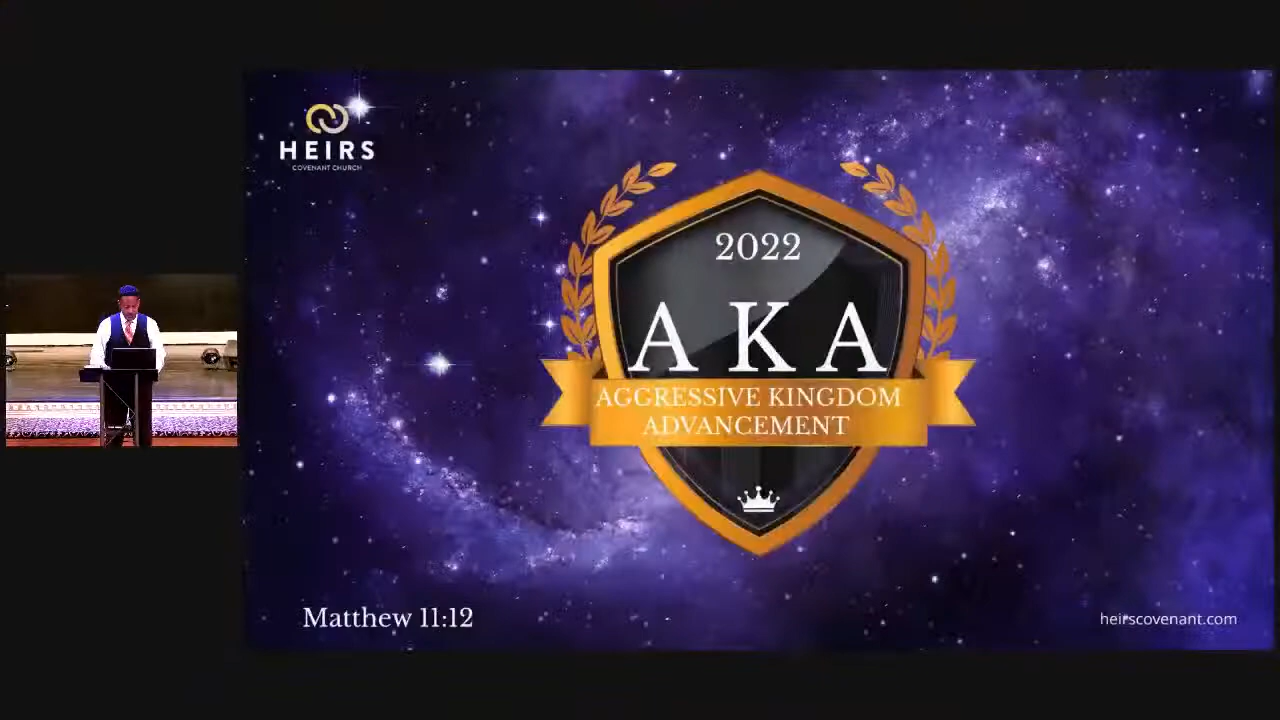 HEIRS
COVENANT CHURCH
2022
AKA
AGGRESSIVE KINGDOM
ADVANCEMENT
Matthew 11:12
heirscovenant.com